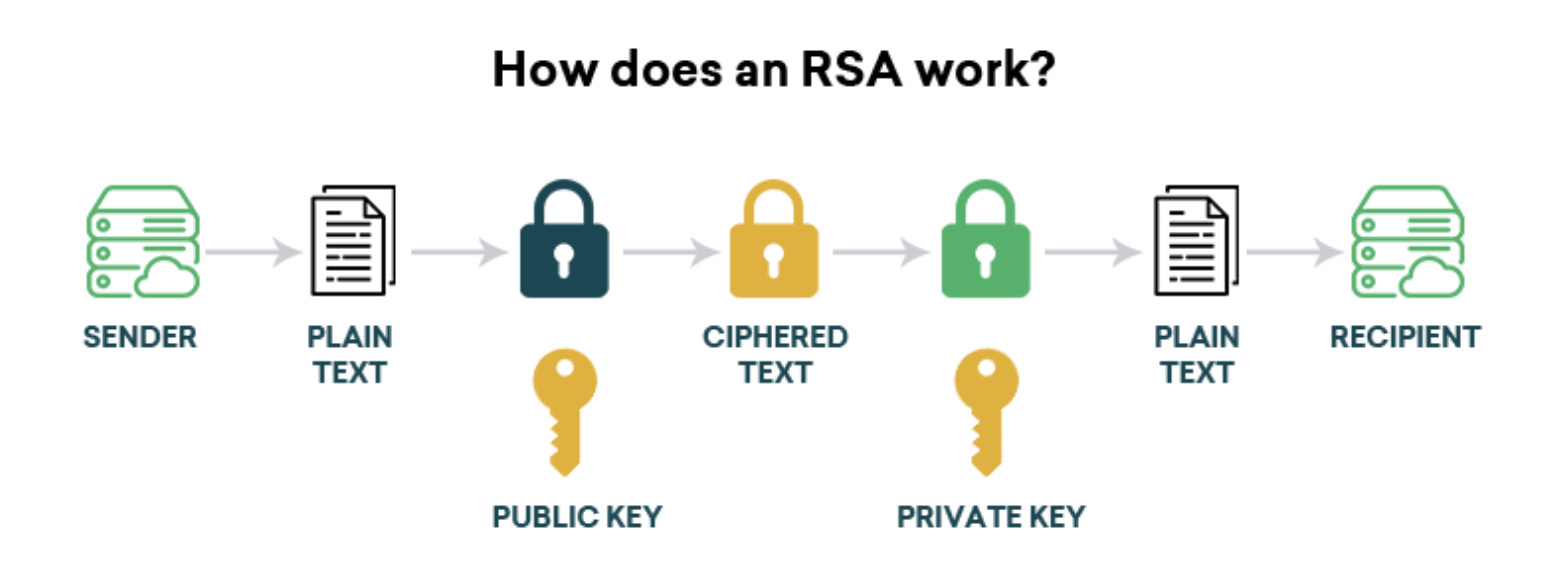 How does an RSA work?
SENDER
PLAIN
TEXT
CIPHERED
TEXT
PLAIN
TEXT
RECIPIENT
PUBLIC KEY
PRIVATE KEY